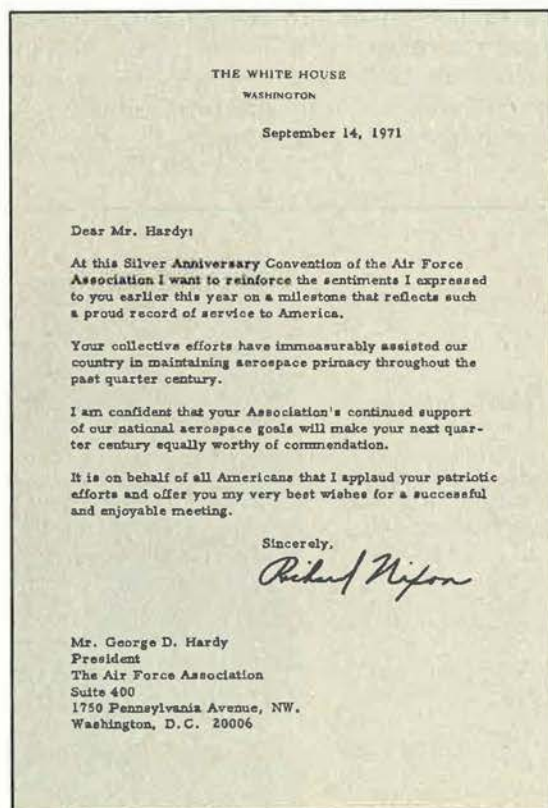 THE WHITE HOUSE
WASHINGTON
September 14, 1971
Dear Mr. Hardy:
At this Silver Anniversary Convention of the Air Force
Association I want to reinforce the sentiments I expressed
to you earlier this year on a milestone that reflects such
a proud record of service to America.
Your collective efforts have immeasurably assisted our
country in maintaining aerospace primacy throughout the
past quarter century.
I am confident that your Association's continued support
of our national aerospace goals will make your next quar-
ter century equally worthy of commendation.
It is on behalf of all Americans that I applaud your patriotic
efforts and offer you my very best wishes for a successful
and enjoyable meeting.
Sincerely,
Richard Nixon
Mr. George D. Hardy
President
The Air Force Association
Suite 400
1750 Pennsylvania Avenue, NW.
Washington, D.C. 20006